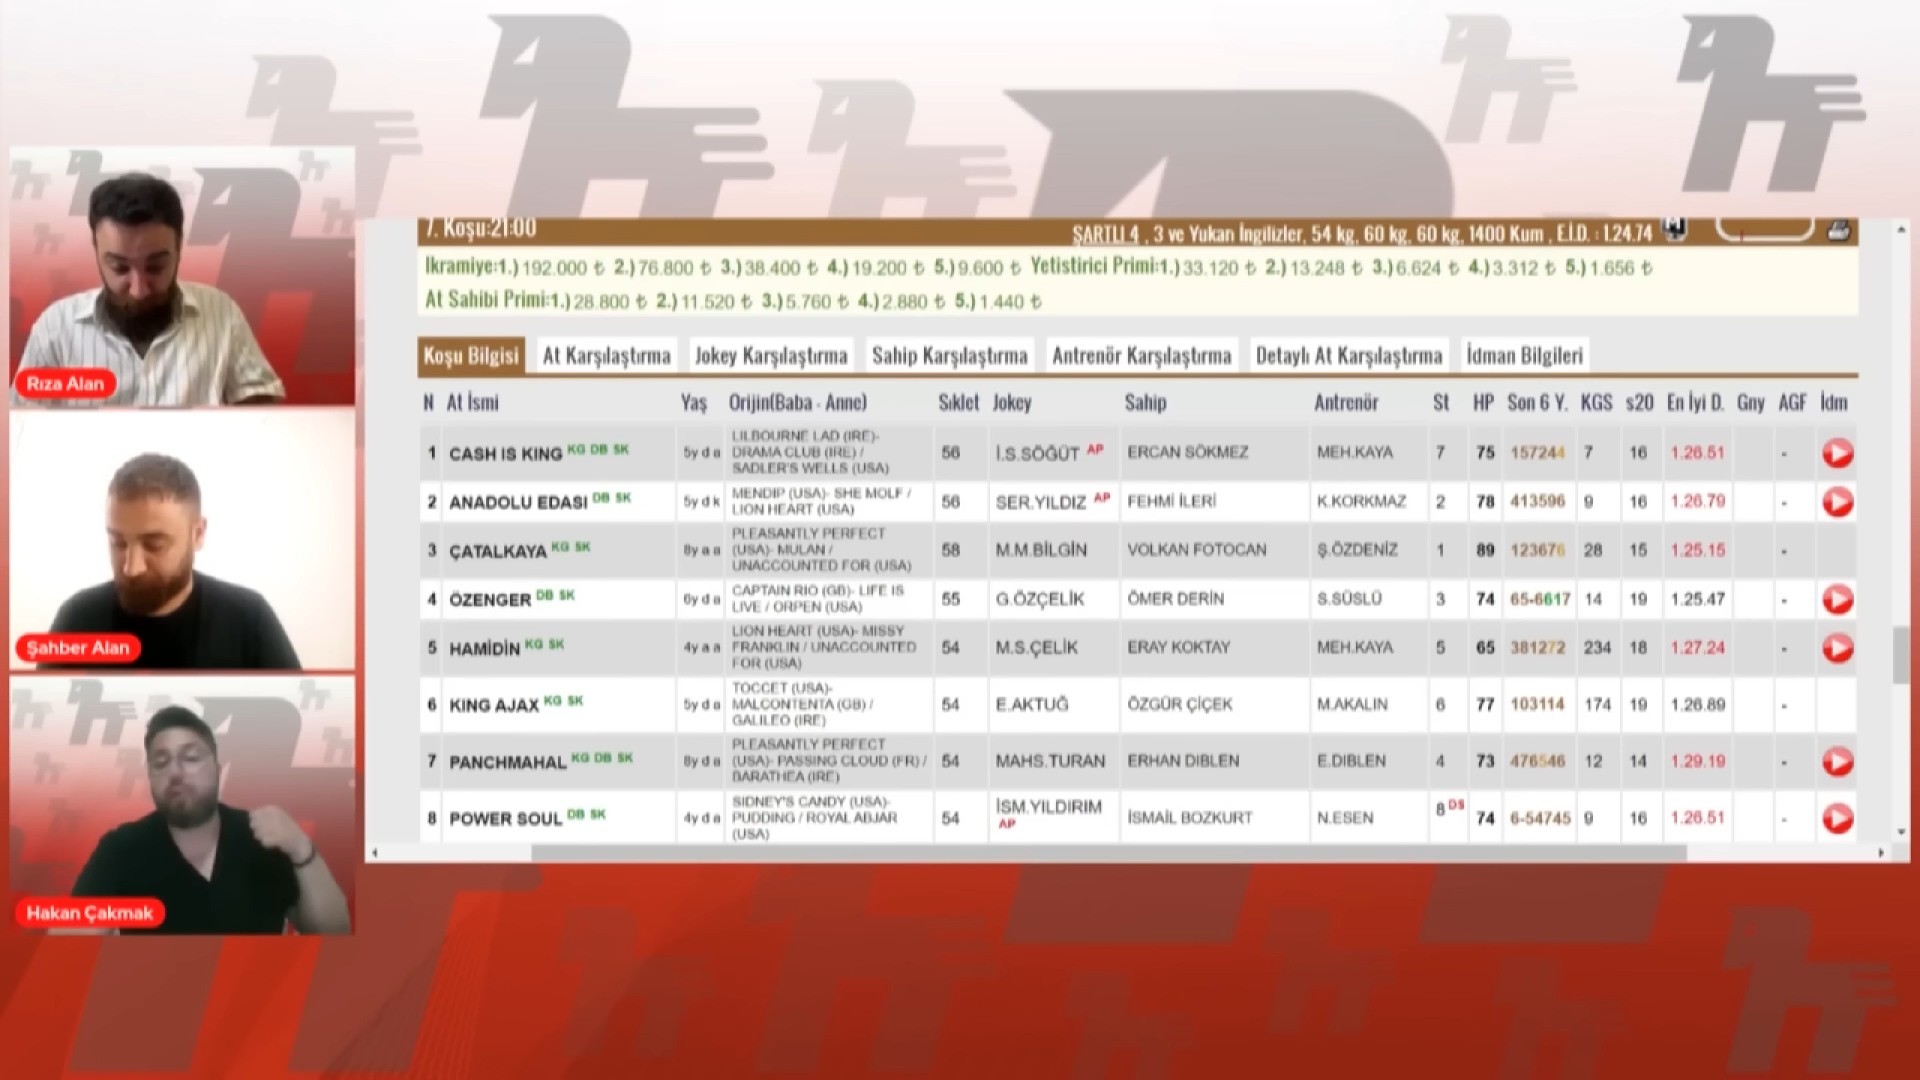 7. Koşu:21:00
ŞARTLI 4 , 3 ve Yukarı İngilizler, 54 kg, 60 kg, 60 kg, 1400 Kum , E.İ.D. : 1.24.74
İkramiye:1.) 192.000 ₺ 2.) 76.800 ₺ 3.) 38.400 ₺ 4.) 19.200 ₺ 5.) 9.600 ₺ Yetistirici Primi:1.) 33.120 ₺ 2.) 13.248 ₺ 3.) 6.624 ₺ 4.) 3.312 ₺ 5.) 1.656 ₺
At Sahibi Primi:1.) 28.800 ₺ 2.) 11.520 ₺ 3.) 5.760 ₺ 4.) 2.880 ₺ 5.) 1.440 ₺
Koşu Bilgisi At Karşılaştırma Jokey Karşılaştırma Sahip Karşılaştırma Antrenör Karşılaştırma Detaylı At Karşılaştırma İdman Bilgileri
N At İsmi Yaş Orijin(Baba - Anne) Sıklet Jokey Sahip Antrenör St HP Son 6 Y. KGS s20 En İyi D. Gny AGF İdm
1 CASH IS KING KG DB SK 5y d a LILBOURNE LAD (IRE)- DRAMA CLUB (IRE) / SADLER'S WELLS (USA) 56 İ.S.SÖĞÜT AP ERCAN SÖKMEZ MEH.KAYA 7 75 157244 7 16 1.26.51 -
2 ANADOLU EDASI DB SK 5y d k MENDIP (USA)- SHE MOLF / LION HEART (USA) 56 SER.YILDIZ AP FEHMİ İLERİ K.KORKMAZ 2 78 413596 9 16 1.26.79 -
3 ÇATALKAYA KG SK 8y a a PLEASANTLY PERFECT (USA)- MULAN / UNACCOUNTED FOR (USA) 58 M.M.BİLGİN VOLKAN FOTOCAN Ş.ÖZDENİZ 1 89 123676 28 15 1.25.15 -
4 ÖZENGER DB SK 6y d a CAPTAIN RIO (GB)- LIFE IS LIVE / ORPEN (USA) 55 G.ÖZÇELİK ÖMER DERİN S.SÜSLÜ 3 74 65-6617 14 19 1.25.47 -
5 HAMİDİN KG SK 4y a a LION HEART (USA)- MISSY FRANKLIN / UNACCOUNTED FOR (USA) 54 M.S.ÇELİK ERAY KOKTAY MEH.KAYA 5 65 381272 234 18 1.27.24 -
6 KING AJAX KG SK 5y d a TOCCET (USA)- MALCONTENTA (GB) / GALILEO (IRE) 54 E.AKTUĞ ÖZGÜR ÇİÇEK M.AKALIN 6 77 103114 174 19 1.26.89 -
7 PANCHMAHAL KG DB SK 8y d a PLEASANTLY PERFECT (USA)- PASSING CLOUD (FR) / BARATHEA (IRE) 54 MAHS.TURAN ERHAN DIBLEN E.DIBLEN 4 73 476546 12 14 1.29.19 -
8 POWER SOUL DB SK 4y d a SIDNEY'S CANDY (USA)- PUDDING / ROYAL ABJAR (USA) 54 İSM.YILDIRIM AP İSMAİL BOZKURT N.ESEN 8 DS 74 6-54745 9 16 1.26.51 -
Rıza Alan
Şahber Alan
Hakan Çakmak